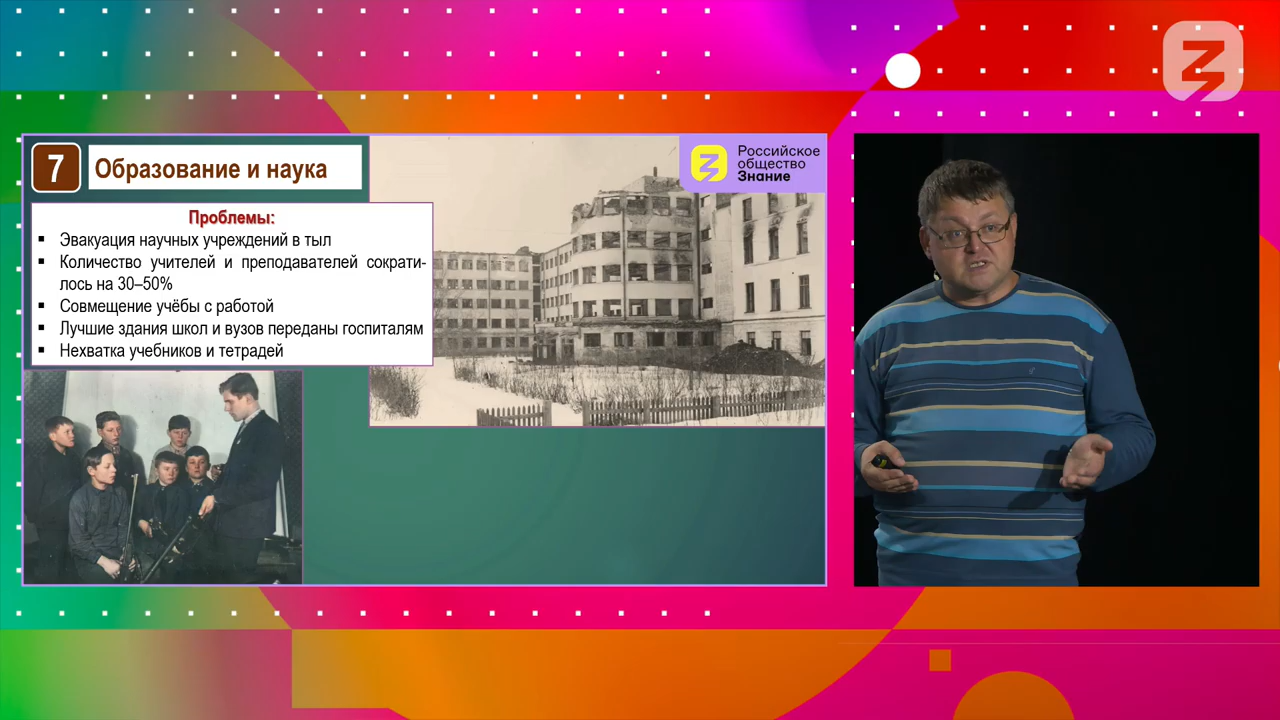 7
Образование и наука
Российское
общество
Знание
Проблемы:
▪ Эвакуация научных учреждений в тыл
▪ Количество учителей и преподавателей сократи-
лось на 30–50%
▪ Совмещение учёбы с работой
▪ Лучшие здания школ и вузов переданы госпиталям
▪ Нехватка учебников и тетрадей